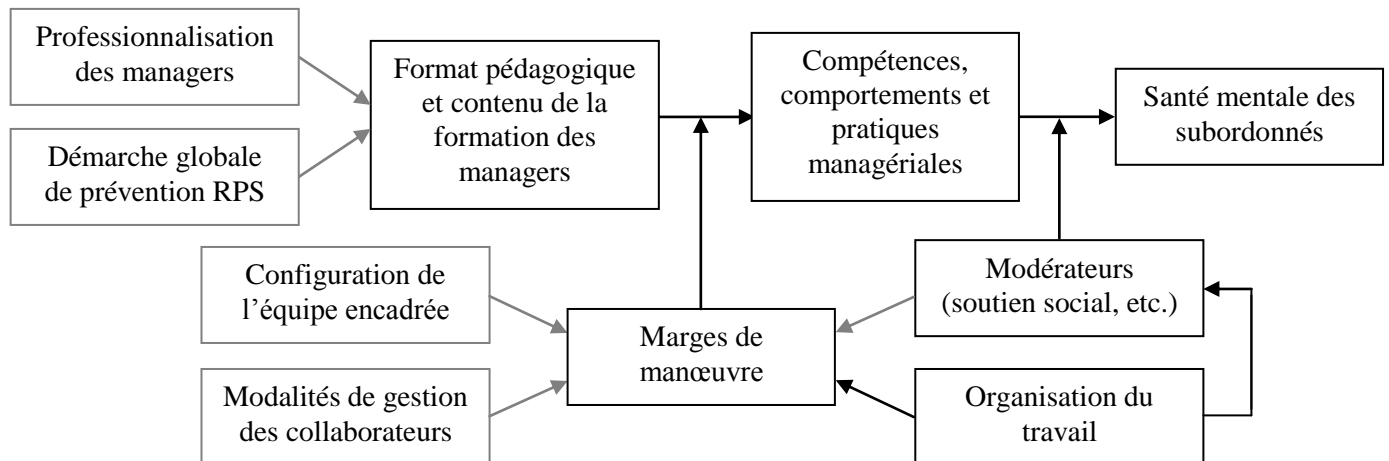 Professionnalisation
des managers
Démarche globale
de prévention RPS
Format pédagogique
et contenu de la
formation des
managers
Compétences,
comportements et
pratiques
managériales
Santé mentale des
subordonnés
Configuration de
l’équipe encadrée
Modalités de gestion
des collaborateurs
Marges de
manœuvre
Modérateurs
(soutien social, etc.)
Organisation du
travail